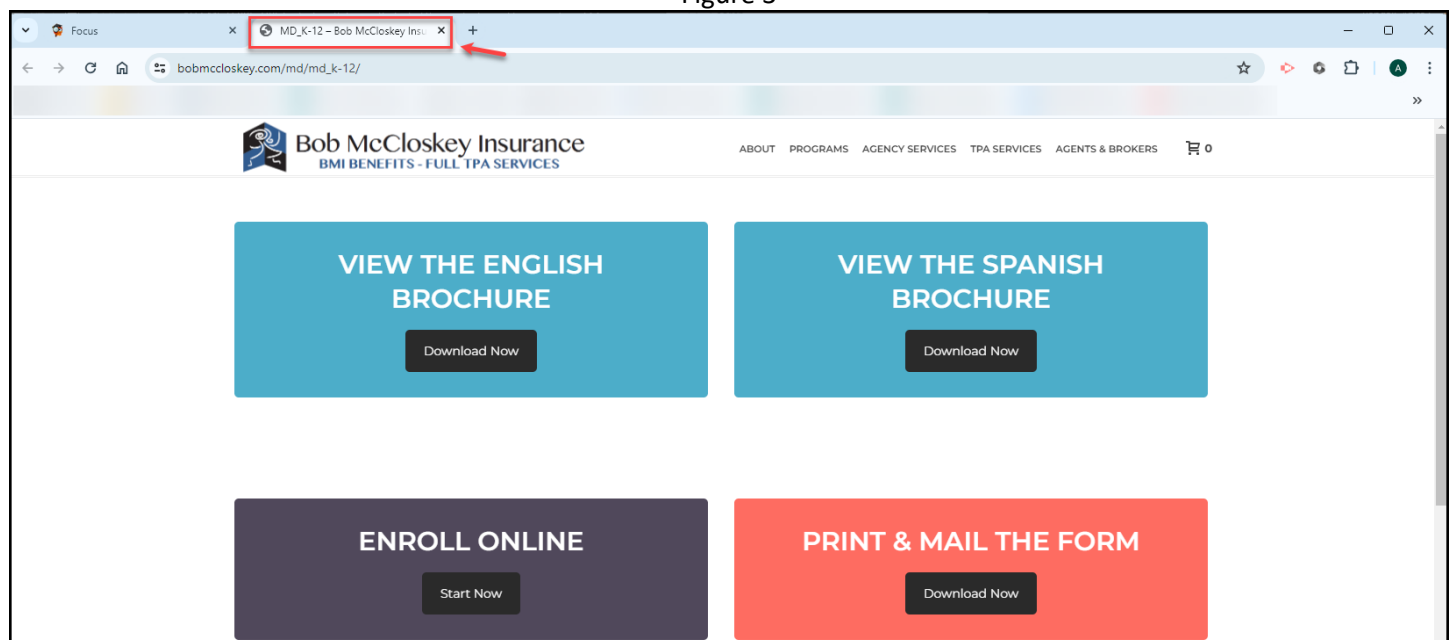 Focus
MD_K-12 – Bob McCloskey Insu
bobmccloskey.com/md/md_k-12/
A
Bob McCloskey Insurance
BMI BENEFITS - FULL TPA SERVICES
ABOUT PROGRAMS AGENCY SERVICES TPA SERVICES AGENTS & BROKERS 0
VIEW THE ENGLISH
BROCHURE
Download Now
VIEW THE SPANISH
BROCHURE
Download Now
ENROLL ONLINE
Start Now
PRINT & MAIL THE FORM
Download Now